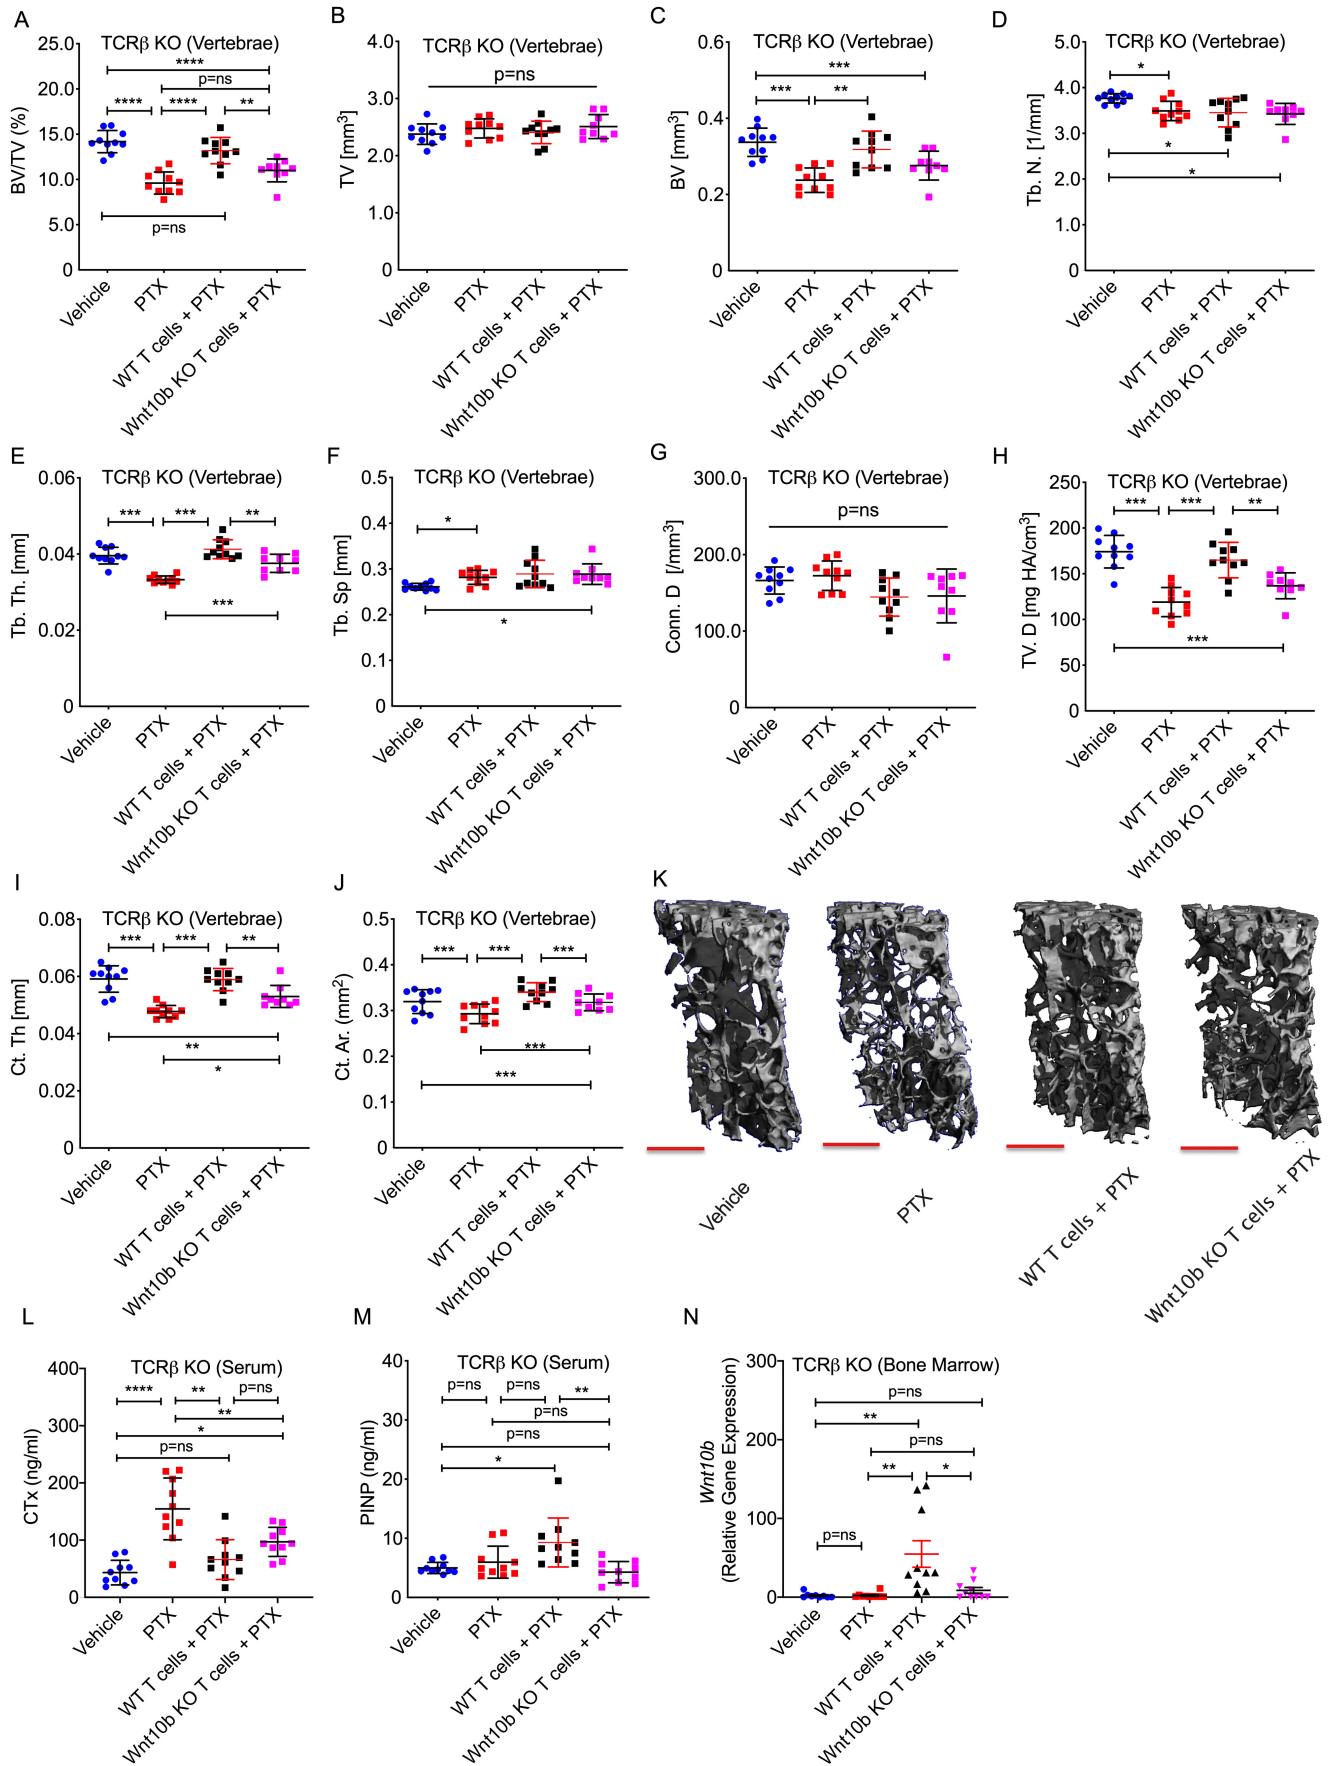 A
TCRβ KO (Vertebrae)
BV/TV (%)
25.0
20.0
15.0
10.0
5.0
0
****
p=ns
**** **** **
p=ns
Vehicle
PTX
WT T cells + PTX
Wnt10b KO T cells + PTX
B
TCRβ KO (Vertebrae)
TV [mm³]
4.0
3.0
2.0
1.0
0
p=ns
Vehicle
PTX
WT T cells + PTX
Wnt10b KO T cells + PTX
C
TCRβ KO (Vertebrae)
BV [mm³]
0.6
0.4
0.2
0
***
*** **
Vehicle
PTX
WT T cells + PTX
Wnt10b KO T cells + PTX
D
TCRβ KO (Vertebrae)
Tb. N. [1/mm]
5.0
4.0
3.0
2.0
1.0
0
*
*
*
Vehicle
PTX
WT T cells + PTX
Wnt10b KO T cells + PTX
E
TCRβ KO (Vertebrae)
Tb. Th. [mm]
0.06
0.04
0.02
0
*** *** **
***
Vehicle
PTX
WT T cells + PTX
Wnt10b KO T cells + PTX
F
TCRβ KO (Vertebrae)
Tb. Sp [mm]
0.5
0.4
0.3
0.2
0.1
0
*
*
Vehicle
PTX
WT T cells + PTX
Wnt10b KO T cells + PTX
G
TCRβ KO (Vertebrae)
Conn. D [/mm³]
300.0
200.0
100.0
0
p=ns
Vehicle
PTX
WT T cells + PTX
Wnt10b KO T cells + PTX
H
TCRβ KO (Vertebrae)
TV. D [mg HA/cm³]
250
200
150
100
50
0
*** *** **
***
Vehicle
PTX
WT T cells + PTX
Wnt10b KO T cells + PTX
I
TCRβ KO (Vertebrae)
Ct. Th [mm]
0.08
0.06
0.04
0.02
0
*** *** **
**
*
Vehicle
PTX
WT T cells + PTX
Wnt10b KO T cells + PTX
J
TCRβ KO (Vertebrae)
Ct. Ar. (mm²)
0.5
0.4
0.3
0.2
0.1
0
*** *** ***
***
***
Vehicle
PTX
WT T cells + PTX
Wnt10b KO T cells + PTX
K
Vehicle
PTX
WT T cells + PTX
Wnt10b KO T cells + PTX
L
TCRβ KO (Serum)
CTx (ng/ml)
400
300
200
100
0
**** ** p=ns
**
*
p=ns
Vehicle
PTX
WT T cells + PTX
Wnt10b KO T cells + PTX
M
TCRβ KO (Serum)
PINP (ng/ml)
40
30
20
10
0
p=ns p=ns **
p=ns
p=ns
*
Vehicle
PTX
WT T cells + PTX
Wnt10b KO T cells + PTX
N
TCRβ KO (Bone Marrow)
Wnt10b
(Relative Gene Expression)
300
200
100
0
p=ns
**
p=ns
** *
p=ns
Vehicle
PTX
WT T cells + PTX
Wnt10b KO T cells + PTX